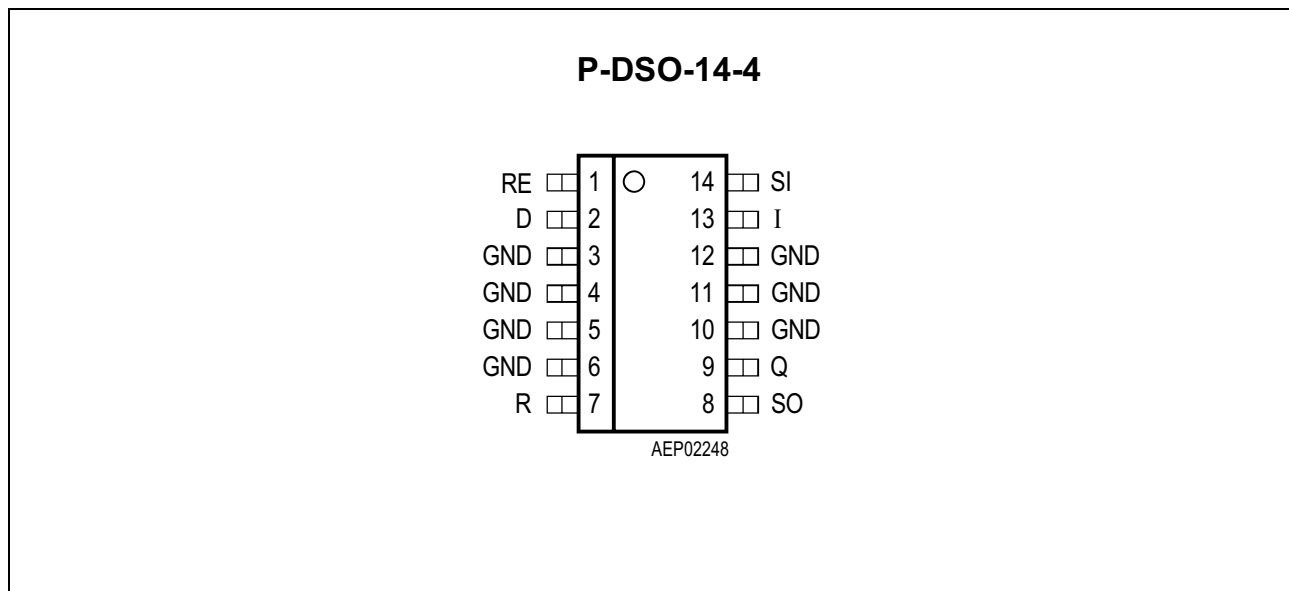 P-DSO-14-4
RE 1 14 SI
D 2 13 I
GND 3 12 GND
GND 4 11 GND
GND 5 10 GND
GND 6 9 Q
R 7 8 SO
AEP02248